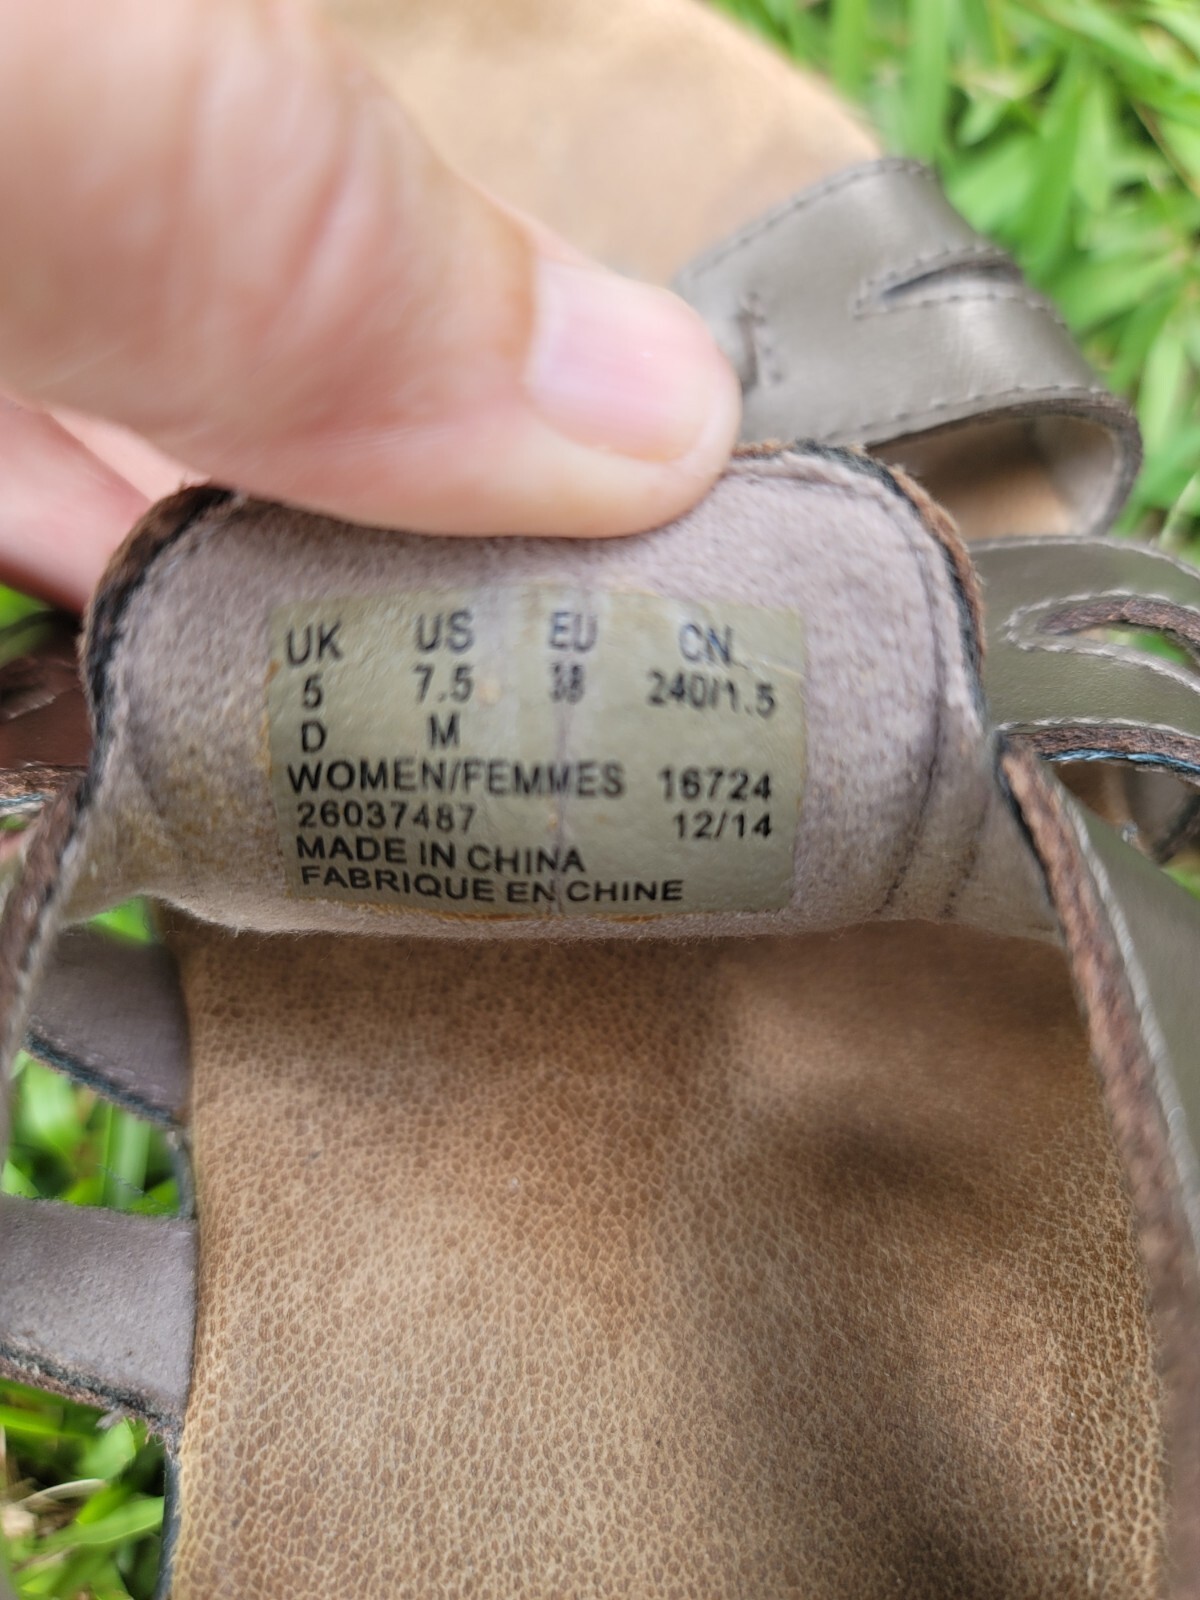 UK US EU CN
5 7.5 38 240/1.5
D M
WOMEN/FEMMES 16724
26037487 12/14
MADE IN CHINA
FABRIQUE EN CHINE